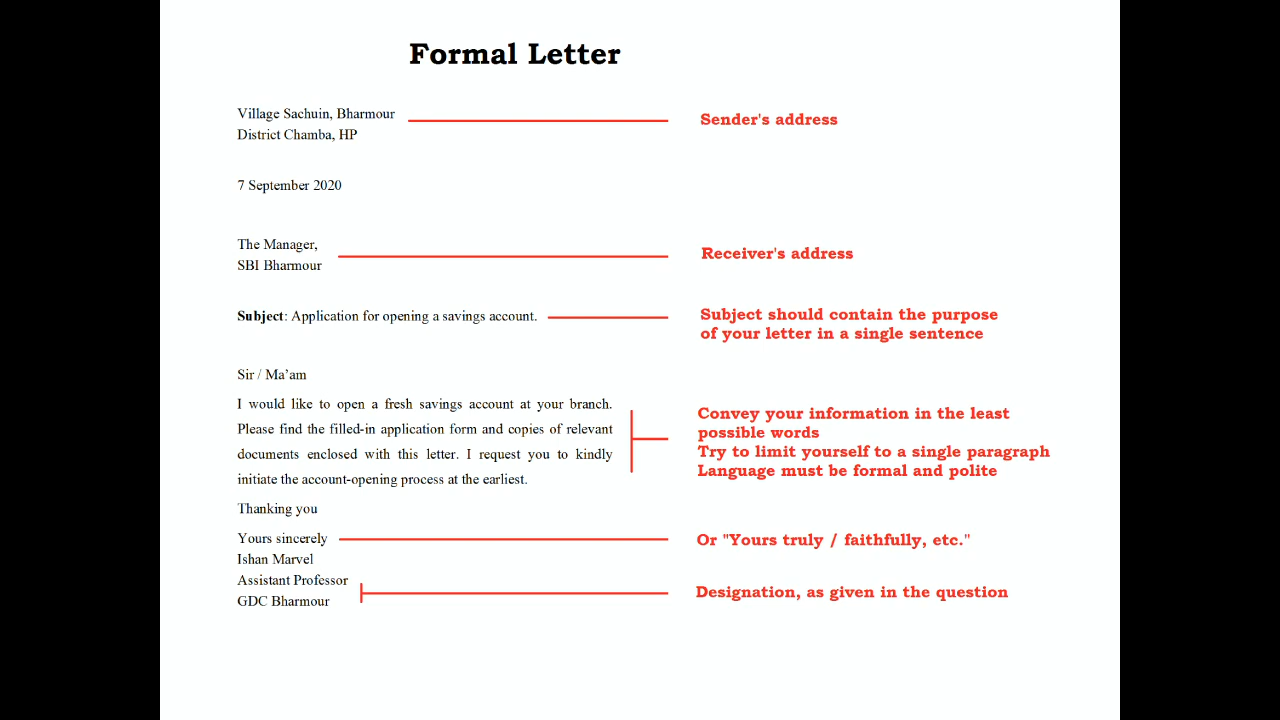 Formal Letter
Village Sachuin, Bharmour
District Chamba, HP
Sender's address
7 September 2020
The Manager,
SBI Bharmour
Receiver's address
Subject: Application for opening a savings account.
Subject should contain the purpose
of your letter in a single sentence
Sir / Ma’am
I would like to open a fresh savings account at your branch.
Please find the filled-in application form and copies of relevant
documents enclosed with this letter. I request you to kindly
initiate the account-opening process at the earliest.
Convey your information in the least
possible words
Try to limit yourself to a single paragraph
Language must be formal and polite
Thanking you
Yours sincerely
Or "Yours truly / faithfully, etc."
Ishan Marvel
Assistant Professor
GDC Bharmour
Designation, as given in the question